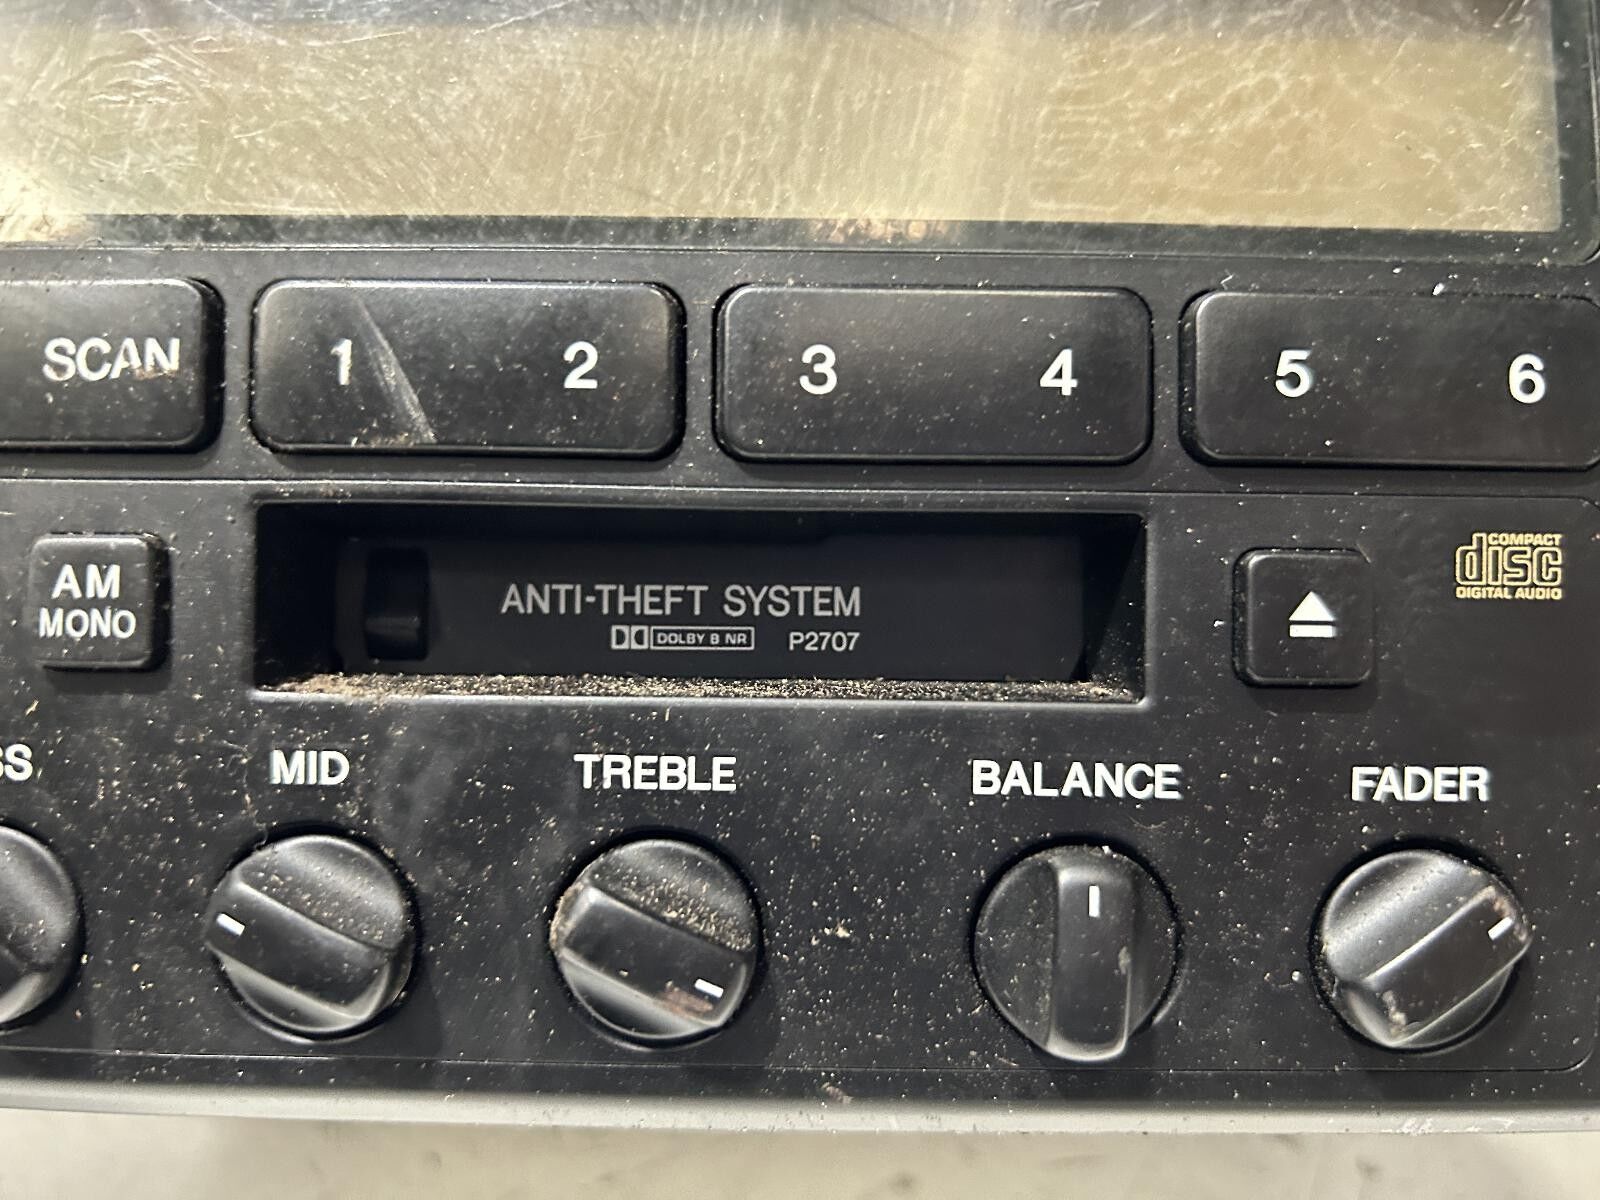 SCAN
1 2 3 4 5 6
AM
MONO
ANTI-THEFT SYSTEM
DOLBY B NR P2707
COMPACT
disc
DIGITAL AUDIO
SS MID TREBLE BALANCE FADER